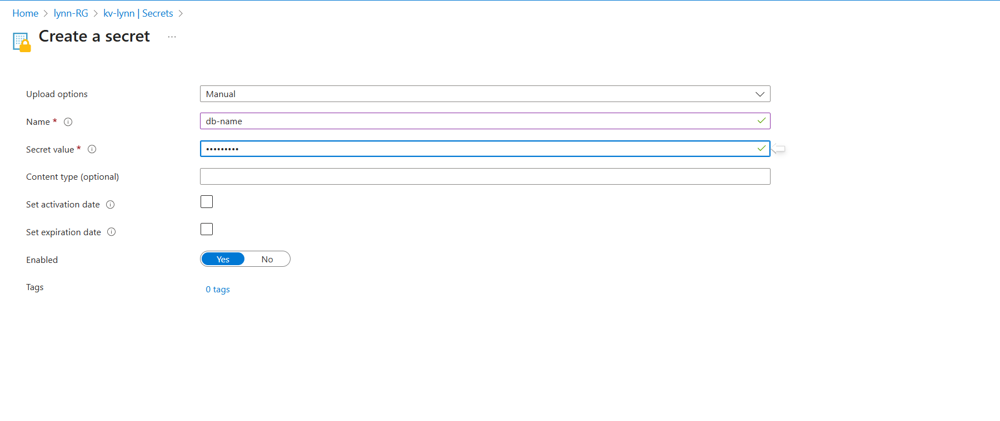 Home > lynn-RG > kv-lynn | Secrets >
Create a secret ...
Upload options Manual
Name * db-name
Secret value * •••••••••
Content type (optional)
Set activation date
Set expiration date
Enabled Yes No
Tags 0 tags